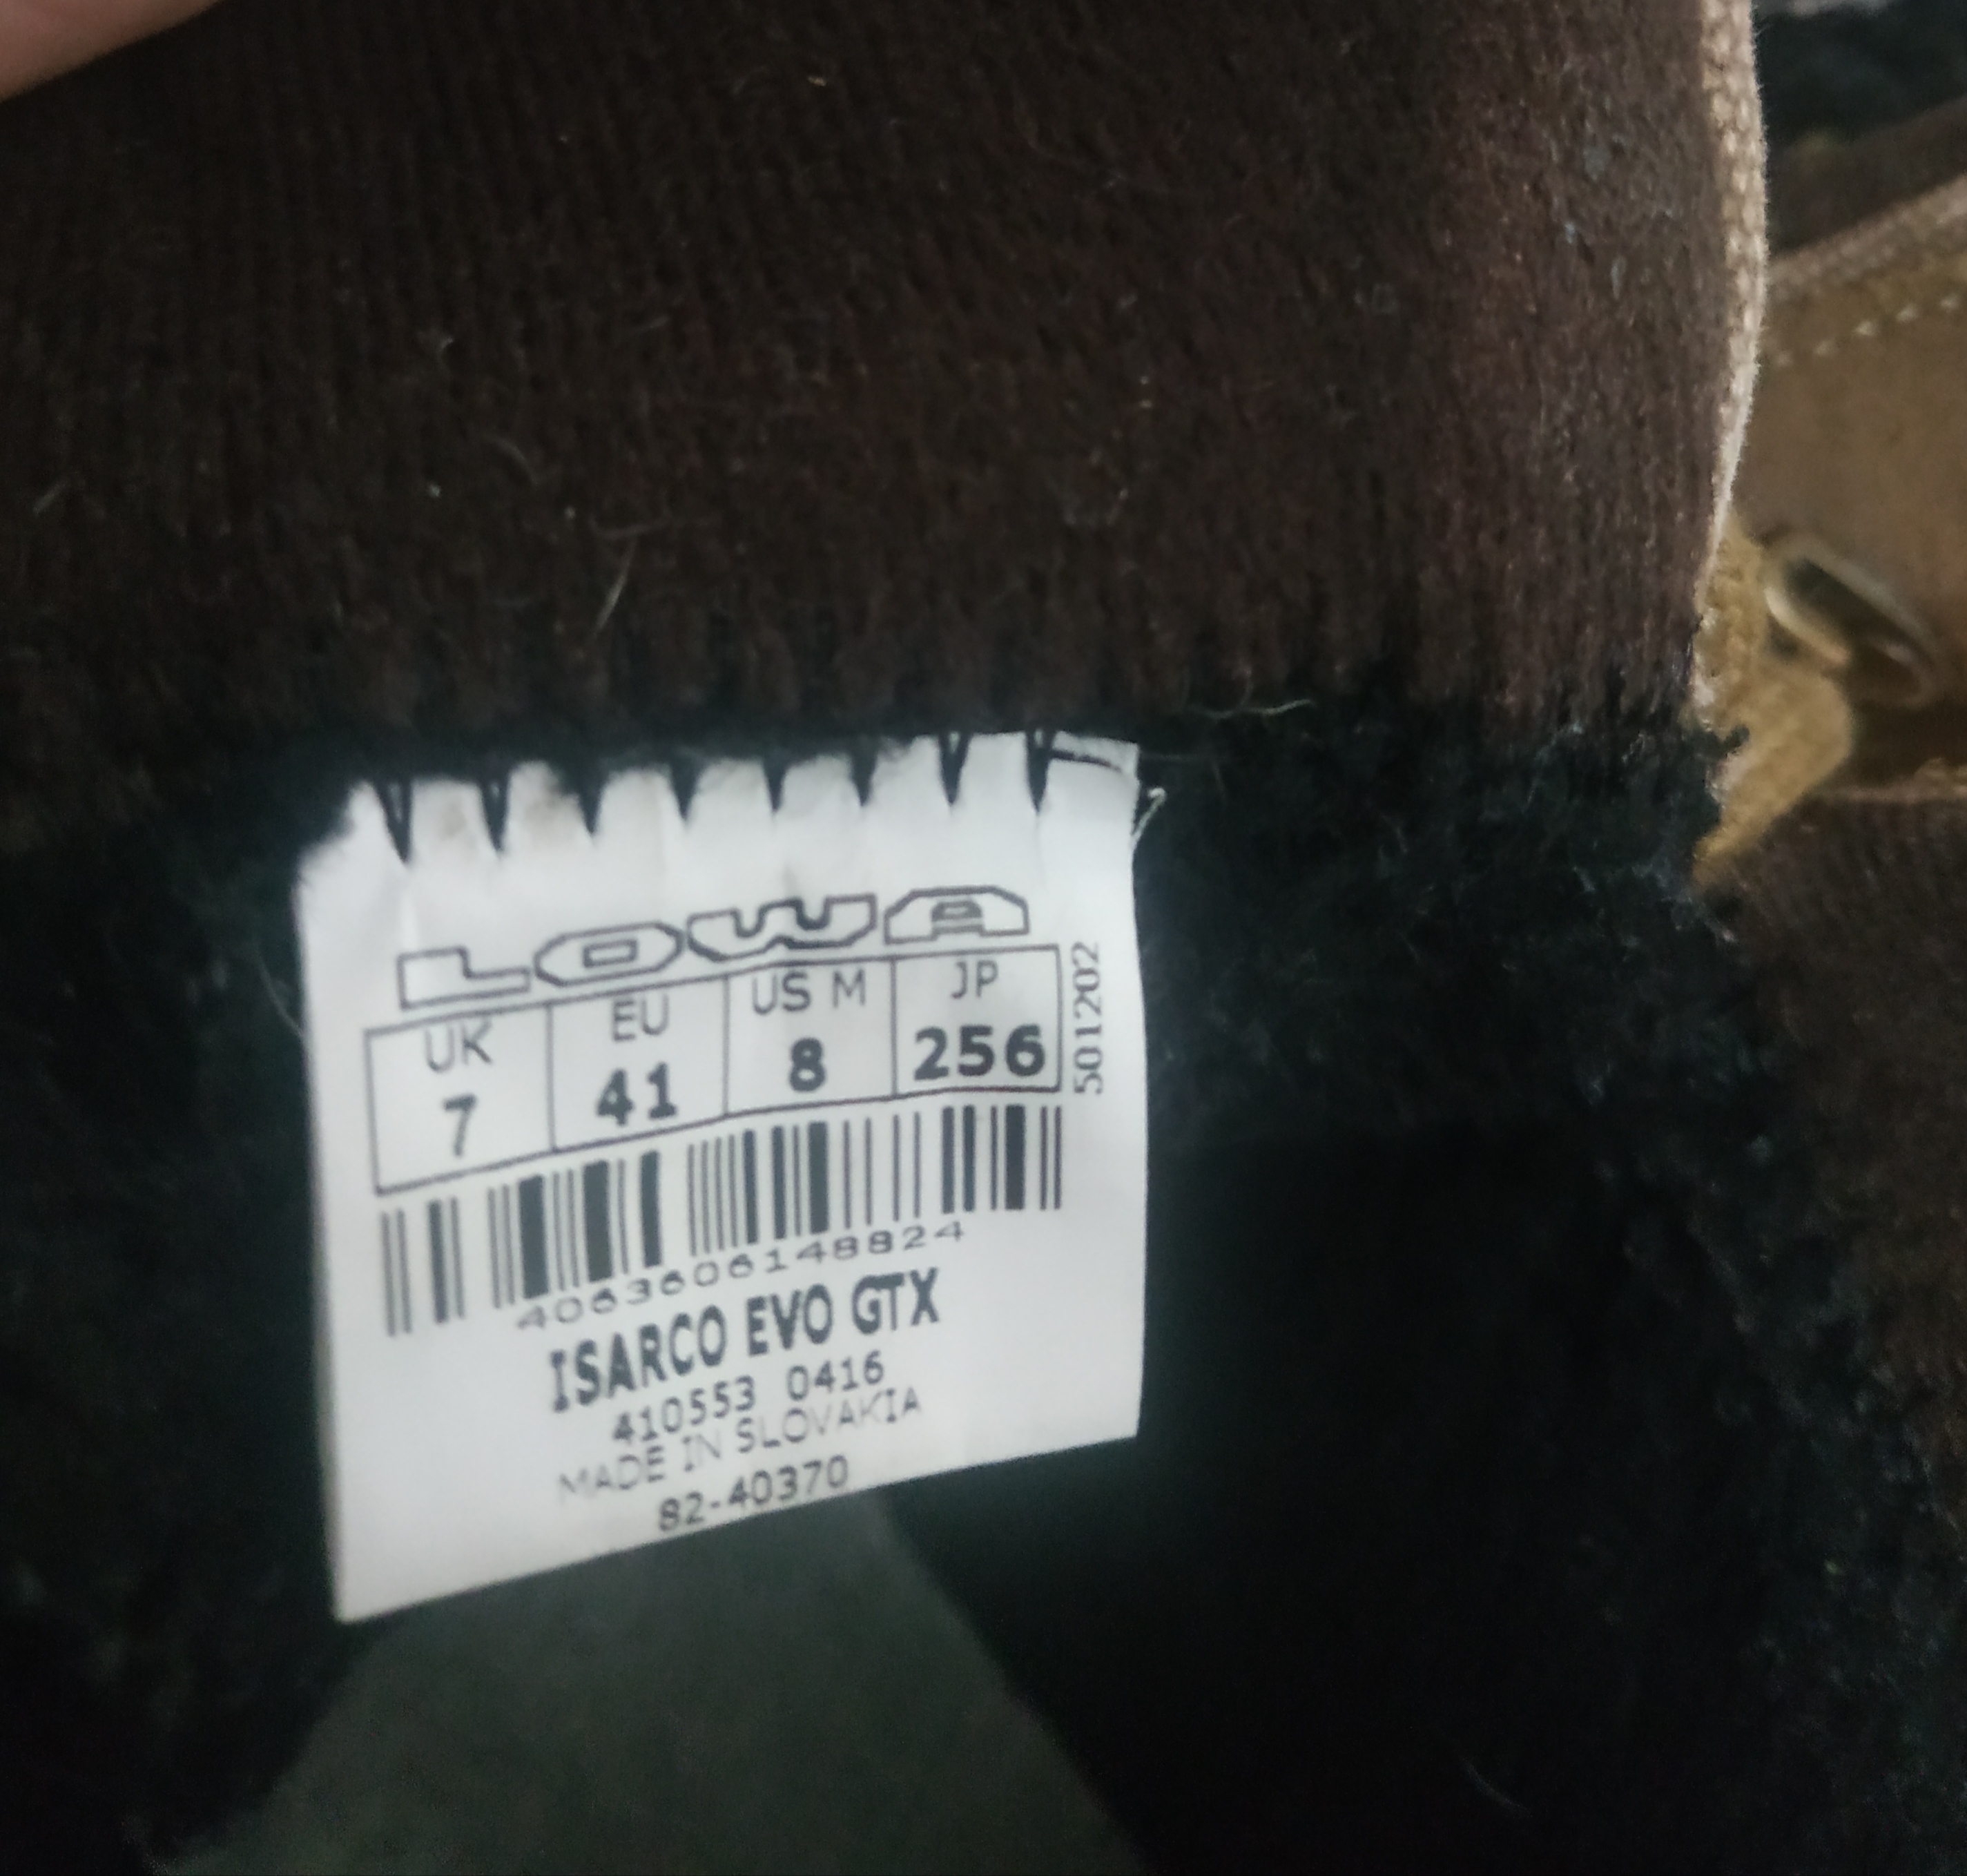 LOWA
UK EU US M JP
7 41 8 256
501202
4063606148824
ISARCO EVO GTX
410553 0416
MADE IN SLOVAKIA
82-40370